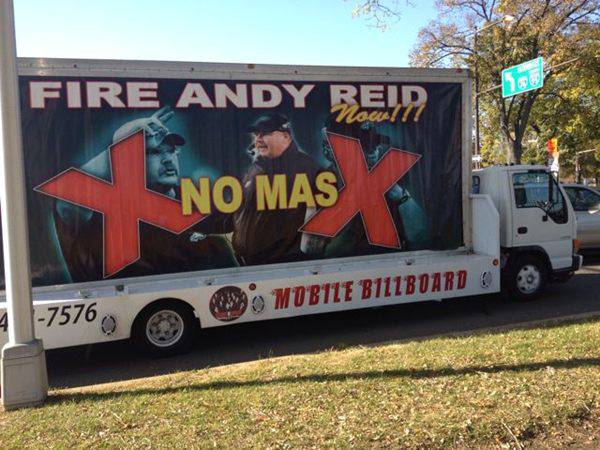 FIRE ANDY REID
Now!!!
NO MAS
-7576
MOBILE BILLBOARD